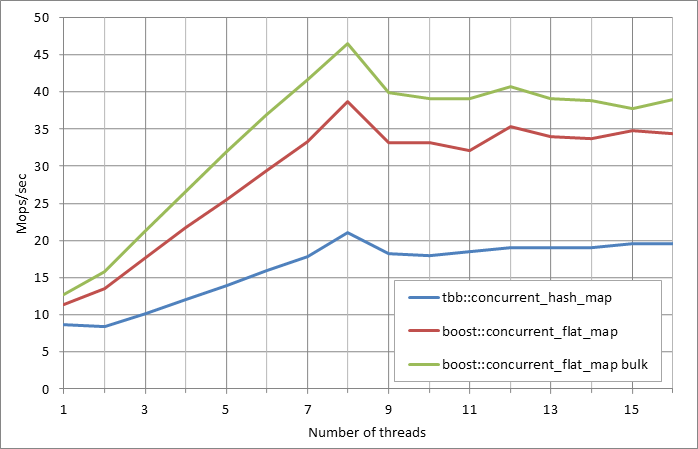 50
45
40
35
30
25
20
15
10
5
0
Mops/sec
tbb::concurrent_hash_map
boost::concurrent_flat_map
boost::concurrent_flat_map bulk
1 3 5 7 9 11 13 15
Number of threads